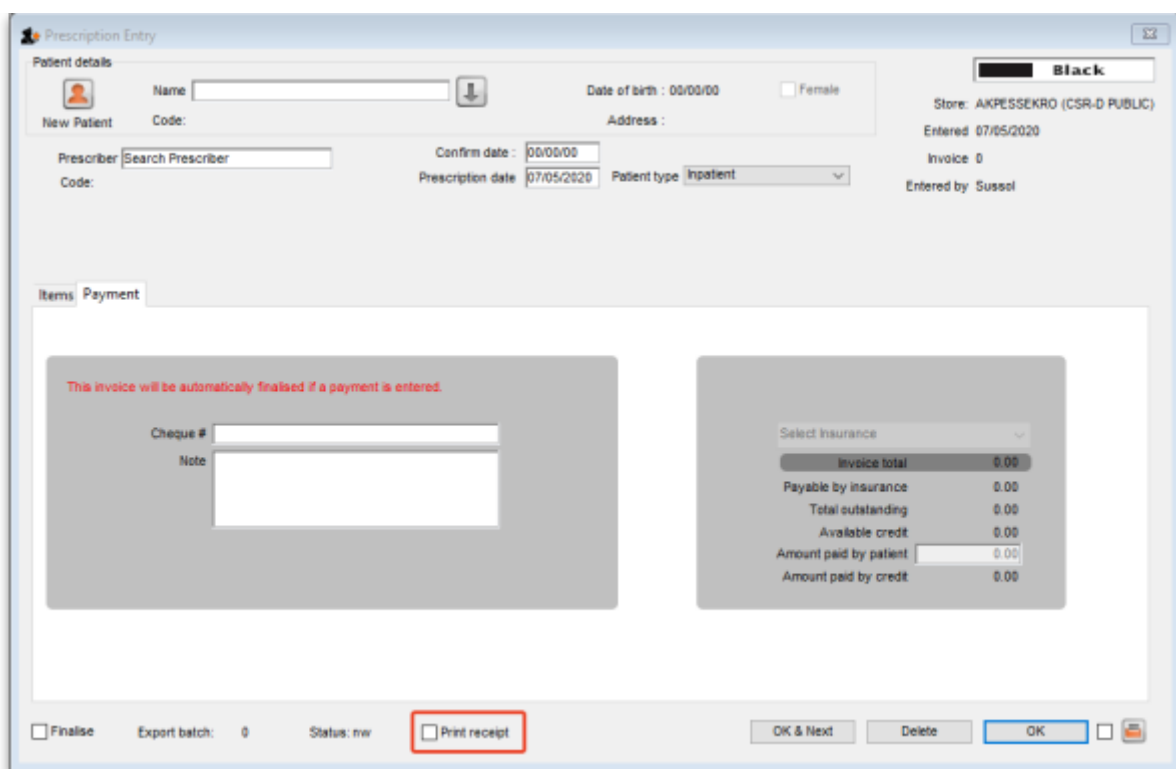 Prescription Entry
Patient details
Black
Name
Date of birth : 00/00/00
Female
Store: AKPESSEKRO (CSR-D PUBLIC)
New Patient
Code:
Address :
Entered 07/05/2020
Prescriber Search Prescriber
Confirm date : 00/00/00
Invoice 0
Code:
Prescription date 07/05/2020
Patient type Inpatient
Entered by Sussol
Items Payment
This invoice will be automatically finalised if a payment is entered.
Cheque #
Note
Select Insurance
Invoice total 0.00
Payable by insurance 0.00
Total outstanding 0.00
Available credit 0.00
Amount paid by patient 0.00
Amount paid by credit 0.00
Finalise
Export batch: 0
Status: nw
Print receipt
OK & Next
Delete
OK